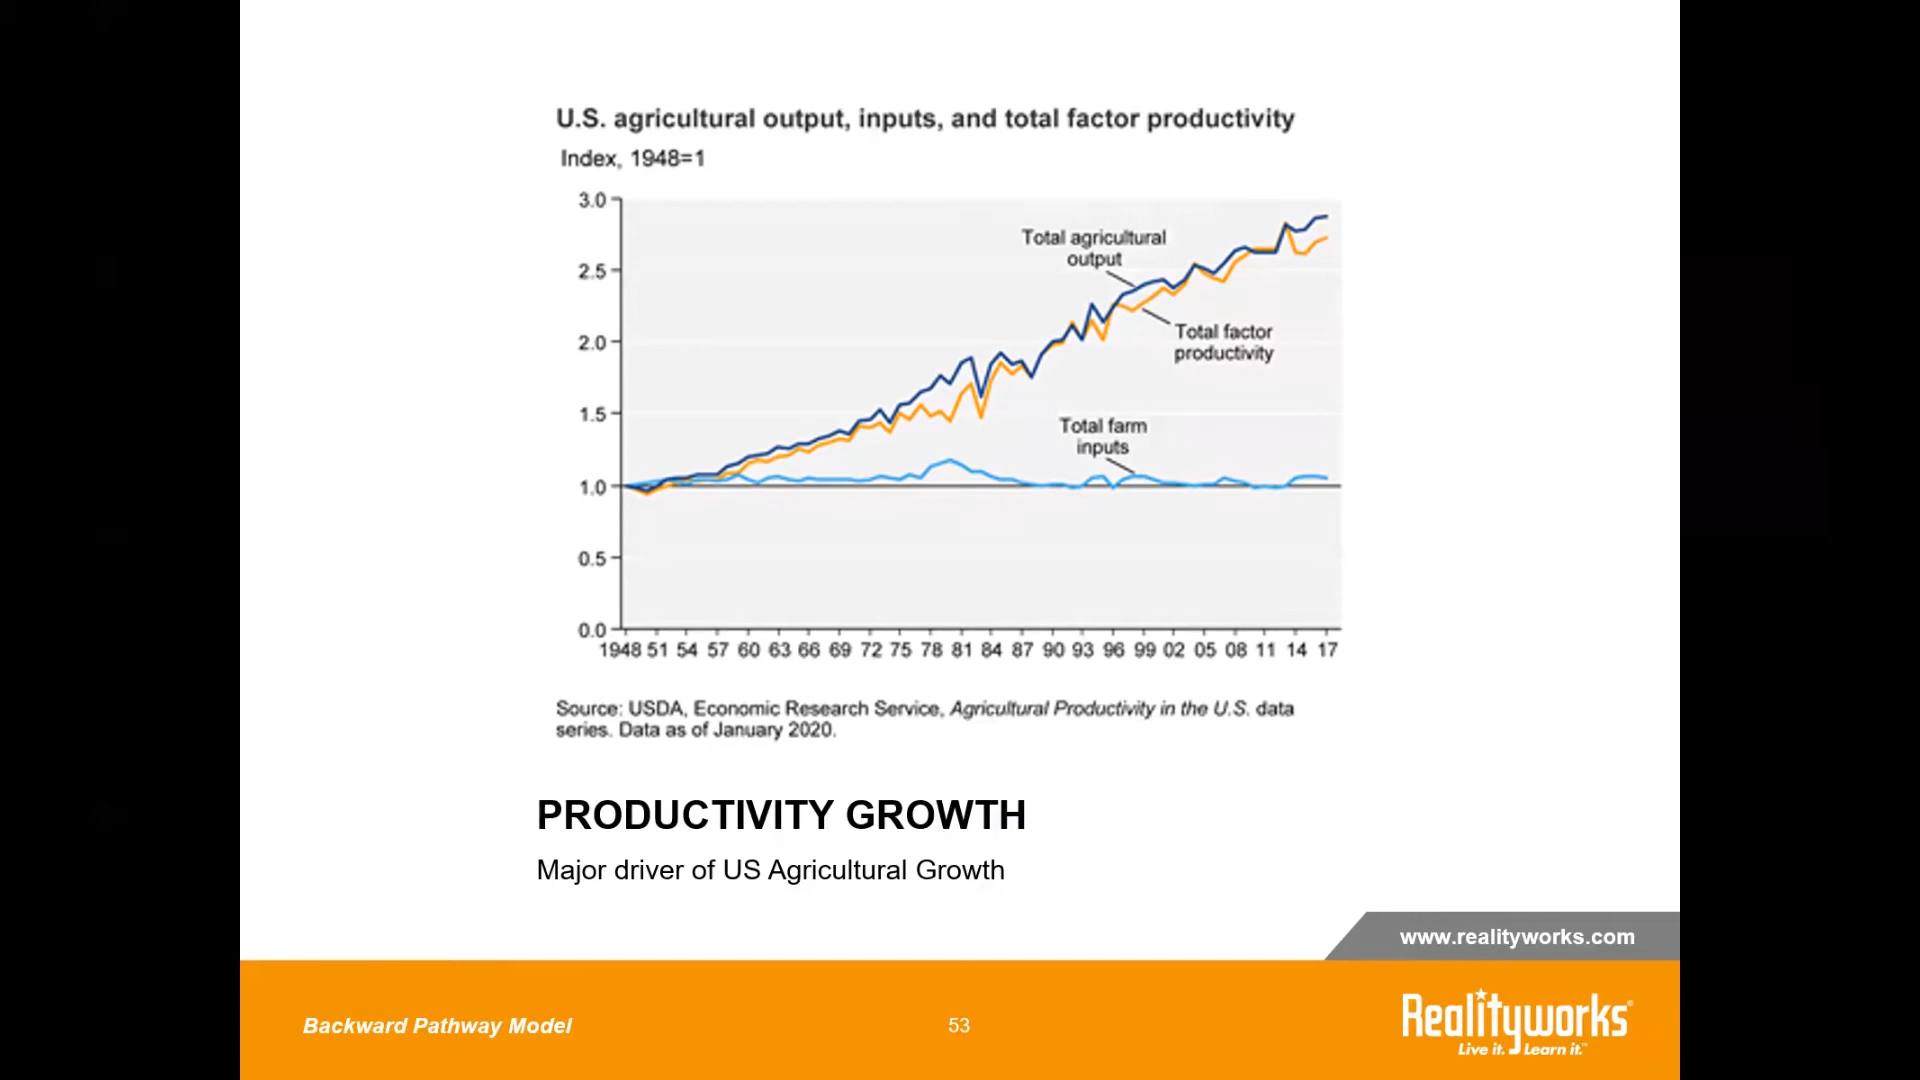 U.S. agricultural output, inputs, and total factor productivity
Index, 1948=1
3.0
2.5
2.0
1.5
1.0
0.5
0.0
Total agricultural
output
Total factor
productivity
Total farm
inputs
1948 51 54 57 60 63 66 69 72 75 78 81 84 87 90 93 96 99 02 05 08 11 14 17
Source: USDA, Economic Research Service, Agricultural Productivity in the U.S. data
series. Data as of January 2020.
PRODUCTIVITY GROWTH
Major driver of US Agricultural Growth
www.realityworks.com
Backward Pathway Model
53
Realityworks®
Live it. Learn it.™